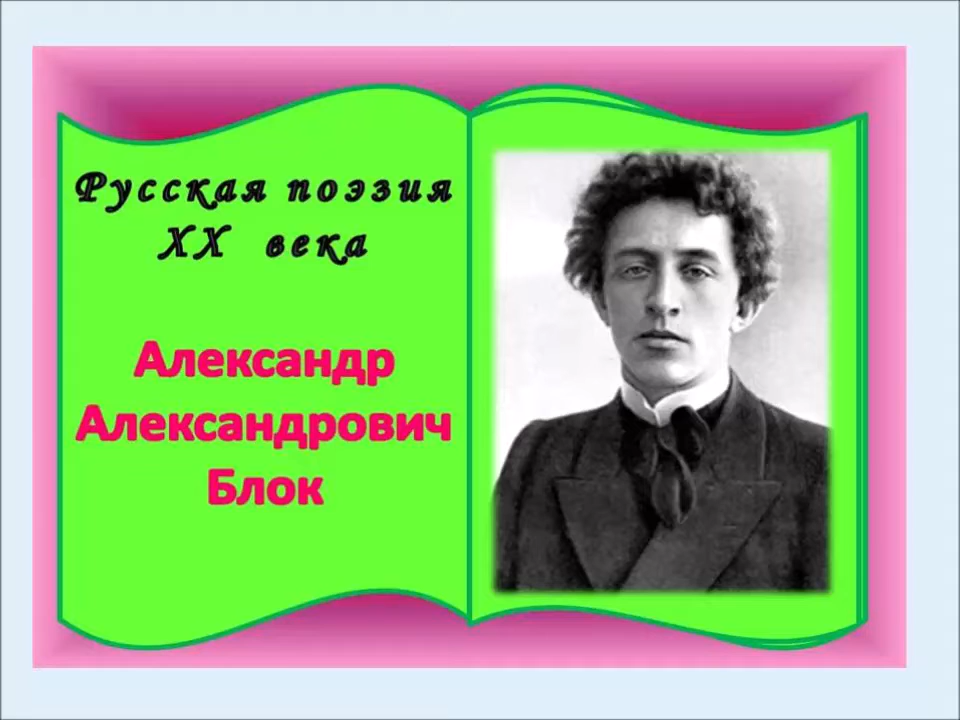 Русская поэзия
XX века
Александр
Александрович
Блок